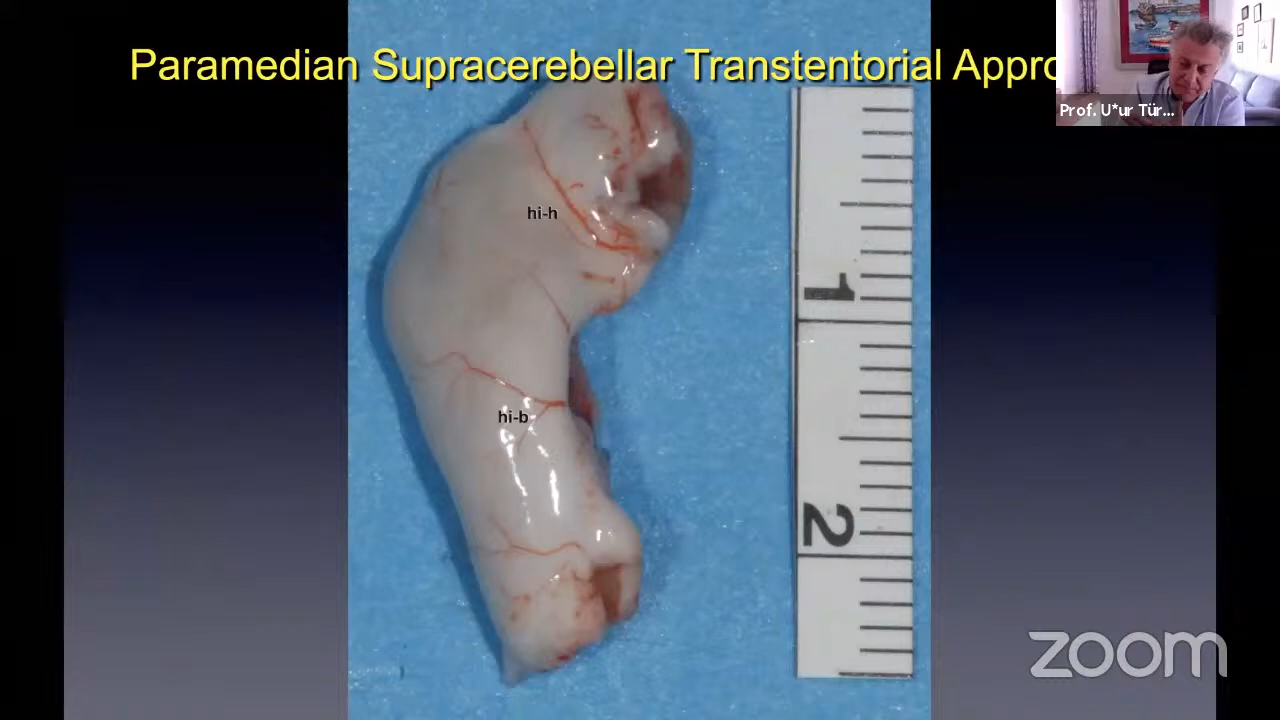 Paramedian Supracerebellar Transtentorial Appro
Prof. U*ur Tür...
hi-h
1
hi-b
2
zoom